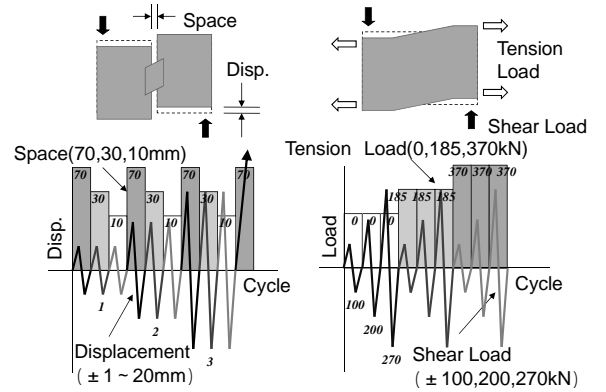 Space
Disp.
Space(70,30,10mm)
70 70 70 70
30 30 30
10 10 10
Disp.
Cycle
1
2
3
Displacement
( ± 1 ~ 20mm)
Tension
Load
Shear Load
Tension Load(0,185,370kN)
370 370 370
185 185 185
0 0 0
Load
Cycle
100
200
270
Shear Load
( ± 100,200,270kN)